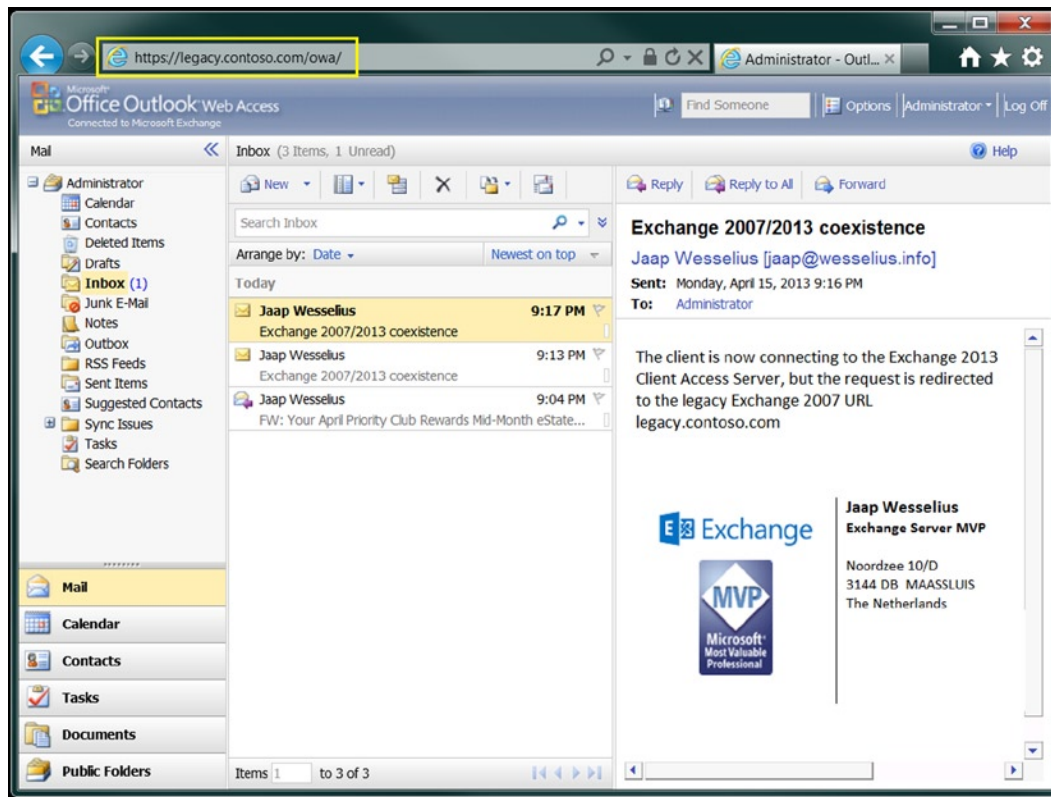 https://legacy.contoso.com/owa/
Administrator - Outl...
Microsoft®
Office Outlook® Web Access
Connected to Microsoft Exchange
Find Someone
Options
Administrator
Log Off
Mail
Inbox (3 Items, 1 Unread)
Help
Administrator
Calendar
Contacts
Deleted Items
Drafts
Inbox (1)
Junk E-Mail
Notes
Outbox
RSS Feeds
Sent Items
Suggested Contacts
Sync Issues
Tasks
Search Folders
Mail
Calendar
Contacts
Tasks
Documents
Public Folders
New
Search Inbox
Arrange by: Date
Newest on top
Today
Jaap Wesselius 9:17 PM
Exchange 2007/2013 coexistence
Jaap Wesselius 9:13 PM
Exchange 2007/2013 coexistence
Jaap Wesselius 9:04 PM
FW: Your April Priority Club Rewards Mid-Month eState...
Items 1 to 3 of 3
Reply
Reply to All
Forward
Exchange 2007/2013 coexistence
Jaap Wesselius [jaap@wesselius.info]
Sent: Monday, April 15, 2013 9:16 PM
To: Administrator
The client is now connecting to the Exchange 2013
Client Access Server, but the request is redirected
to the legacy Exchange 2007 URL
legacy.contoso.com
Exchange
MVP
Microsoft®
Most Valuable
Professional
Jaap Wesselius
Exchange Server MVP
Noordzee 10/D
3144 DB MAASSLUIS
The Netherlands